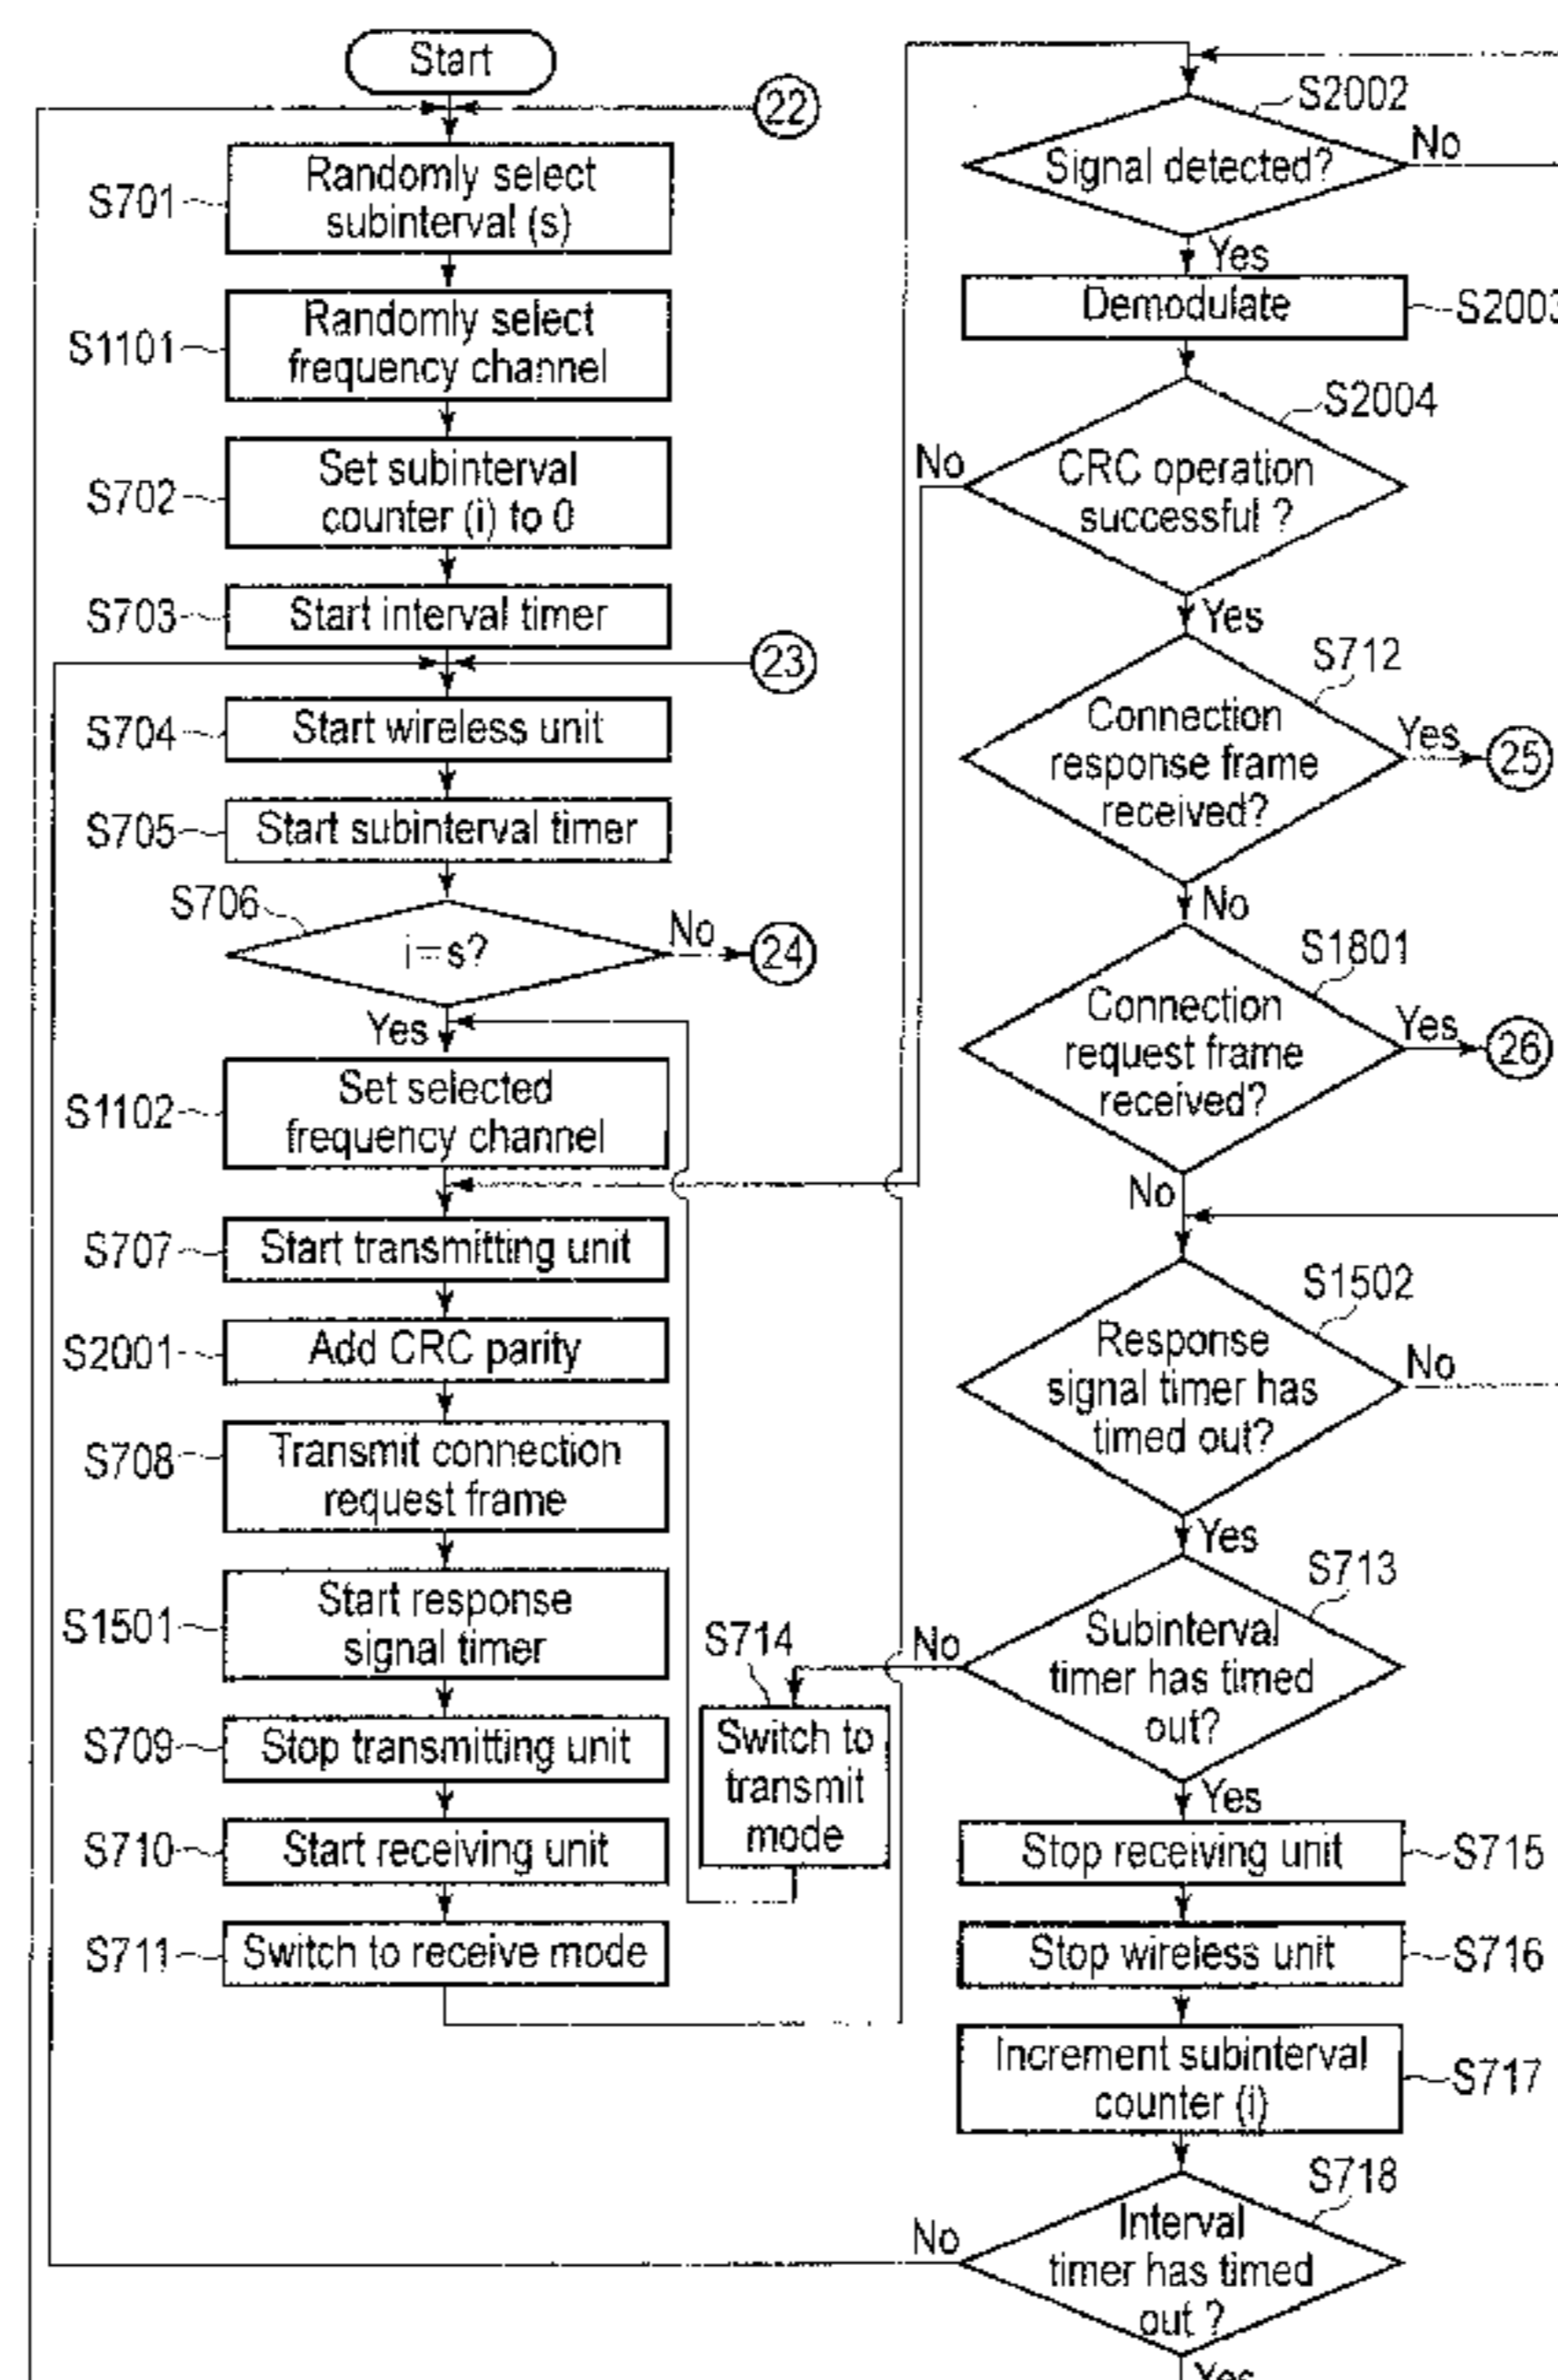 Start
22
S701
Randomly select
subinterval (s)
S1101
Randomly select
frequency channel
S702
Set subinterval
counter (i) to 0
S703
Start interval timer
23
S704
Start wireless unit
S705
Start subinterval timer
S706
i=s?
No
24
Yes
S1102
Set selected
frequency channel
S707
Start transmitting unit
S2001
Add CRC parity
S708
Transmit connection
request frame
S1501
Start response
signal timer
S709
Stop transmitting unit
S710
Start receiving unit
S711
Switch to receive mode
S714
Switch to
transmit
mode
S2002
Signal detected?
No
Yes
Demodulate
S2003
S2004
No
CRC operation
successful ?
Yes
S712
Connection
response frame
received?
Yes
25
No
S1801
Connection
request frame
received?
Yes
26
No
S1502
Response
signal timer has
timed out?
No
Yes
S713
No
Subinterval
timer has timed
out?
Yes
Stop receiving unit
S715
Stop wireless unit
S716
Increment subinterval
counter (i)
S717
S718
No
Interval
timer has timed
out ?
Yes